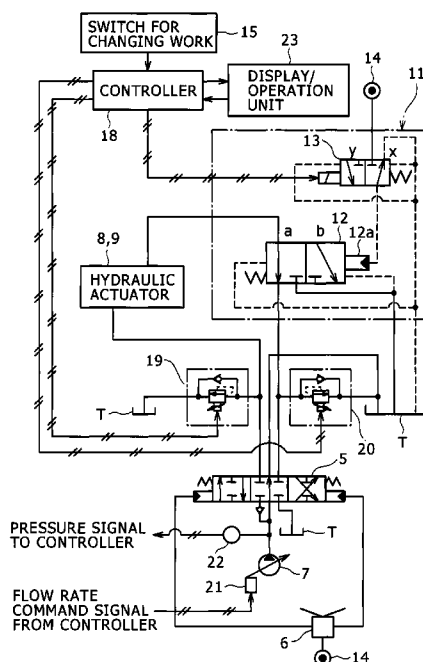 SWITCH FOR
CHANGING WORK
15
23
CONTROLLER
18
DISPLAY/
OPERATION
UNIT
14
11
13
y
x
8,9
HYDRAULIC
ACTUATOR
a
b
12
12a
19
T
20
T
5
PRESSURE SIGNAL
TO CONTROLLER
22
T
7
21
FLOW RATE
COMMAND SIGNAL
FROM CONTROLLER
6
14